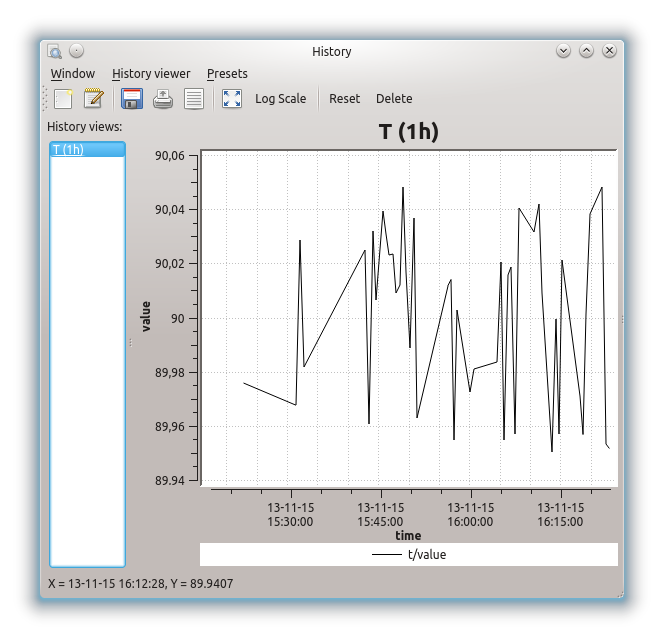 History
Window History viewer Presets
Log Scale Reset Delete
History views:
T (1h)
T (1h)
90,06
90,04
90,02
90
89,98
89,96
89.94
value
13-11-15 13-11-15 13-11-15 13-11-15
15:30:00 15:45:00 16:00:00 16:15:00
time
t/value
X = 13-11-15 16:12:28, Y = 89.9407